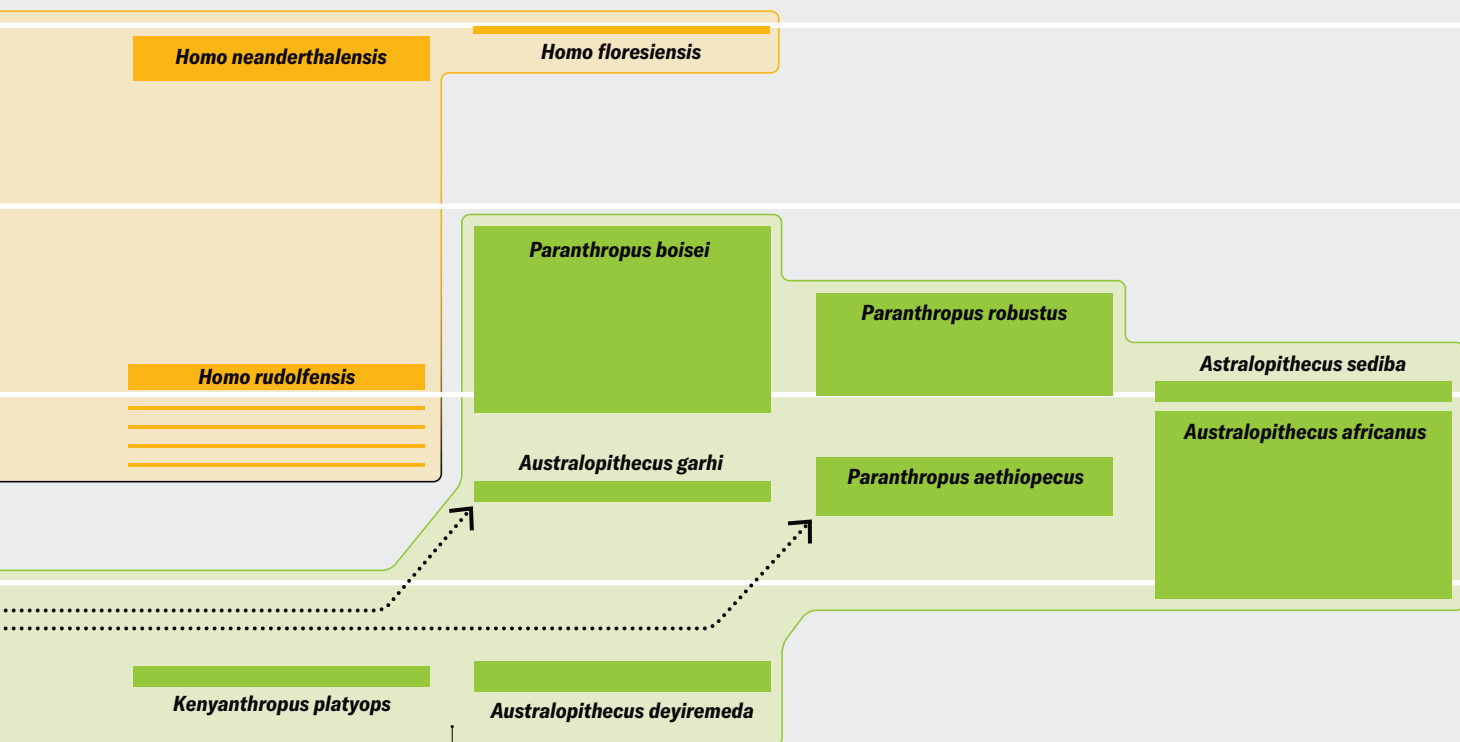 Homo neanderthalensis
Homo floresiensis
Paranthropus boisei
Paranthropus robustus
Astralopithecus sediba
Homo rudolfensis
Australopithecus africanus
Australopithecus garhi
Paranthropus aethiopecus
Kenyanthropus platyops
Australopithecus deyiremeda